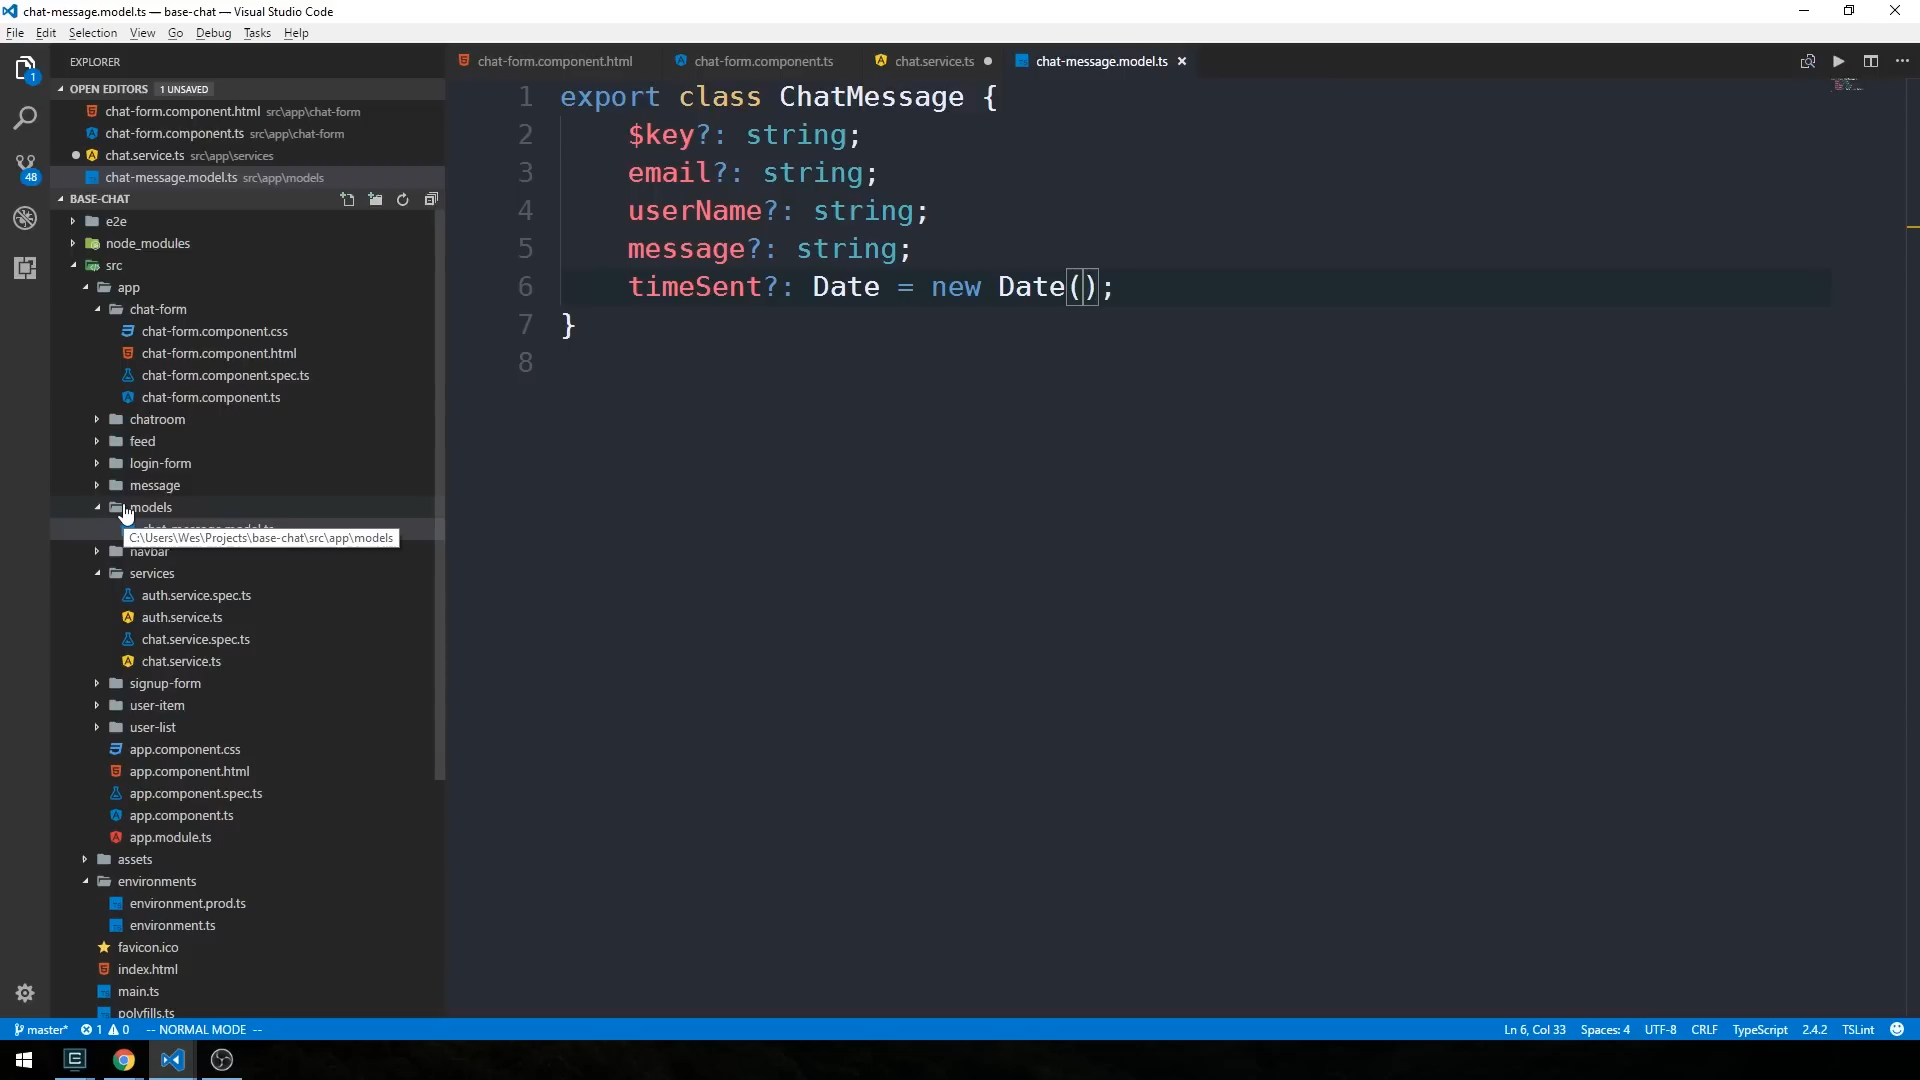 chat-message.model.ts — base-chat — Visual Studio Code
File Edit Selection View Go Debug Tasks Help
EXPLORER
OPEN EDITORS 1 UNSAVED
chat-form.component.html src\app\chat-form
chat-form.component.ts src\app\chat-form
chat.service.ts src\app\services
chat-message.model.ts src\app\models
BASE-CHAT
e2e
node_modules
src
app
chat-form
chat-form.component.css
chat-form.component.html
chat-form.component.spec.ts
chat-form.component.ts
chatroom
feed
login-form
message
models
chat-message.model.ts
C:\Users\Wes\Projects\base-chat\src\app\models
navbar
services
auth.service.spec.ts
auth.service.ts
chat.service.spec.ts
chat.service.ts
signup-form
user-item
user-list
app.component.css
app.component.html
app.component.spec.ts
app.component.ts
app.module.ts
assets
environments
environment.prod.ts
environment.ts
favicon.ico
index.html
main.ts
polyfills.ts
1
48
chat-form.component.html chat-form.component.ts chat.service.ts chat-message.model.ts
1 export class ChatMessage {
2 $key?: string;
3 email?: string;
4 userName?: string;
5 message?: string;
6 timeSent?: Date = new Date();
7 }
8
master* 1 0 -- NORMAL MODE -- Ln 6, Col 33 Spaces: 4 UTF-8 CRLF TypeScript 2.4.2 TSLint